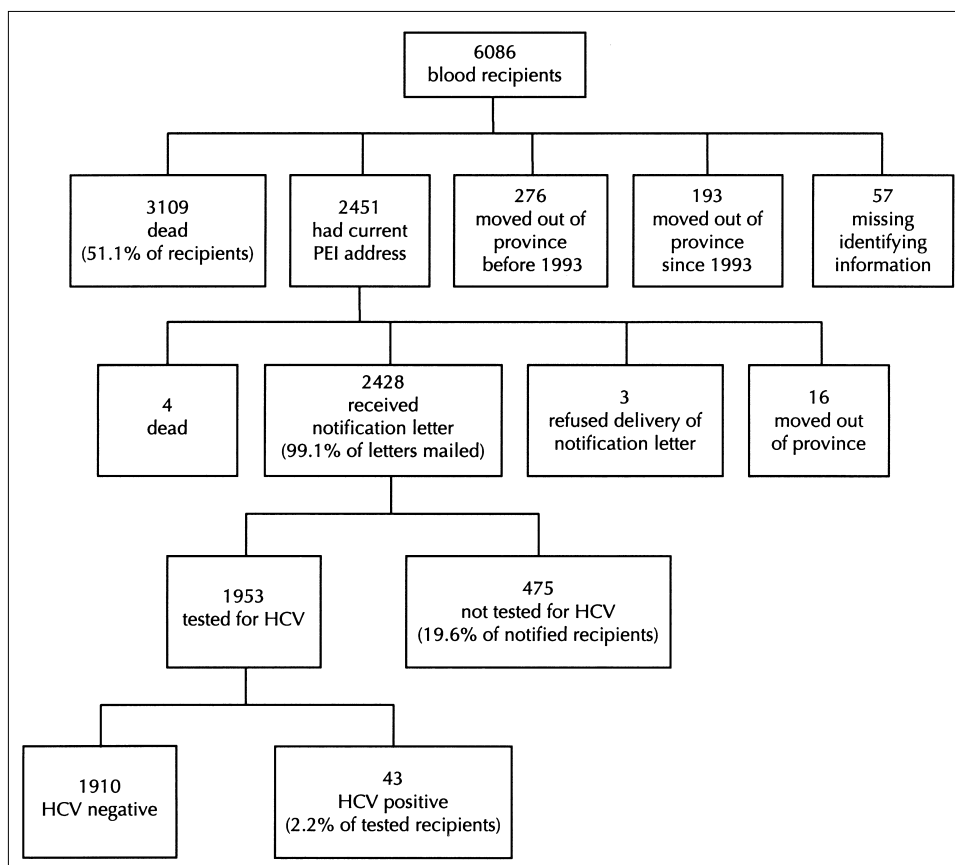 6086
blood recipients
3109
dead
(51.1% of recipients)
2451
had current
PEI address
276
moved out of
province
before 1993
193
moved out of
province
since 1993
57
missing
identifying
information
4
dead
2428
received
notification
letter
(99.1% of letters mailed)
3
refused delivery of
notification letter
16
moved out
of province
1953
tested for HCV
475
not tested for HCV
(19.6% of notified recipients)
1910
HCV negative
43
HCV positive
(2.2% of tested recipients)